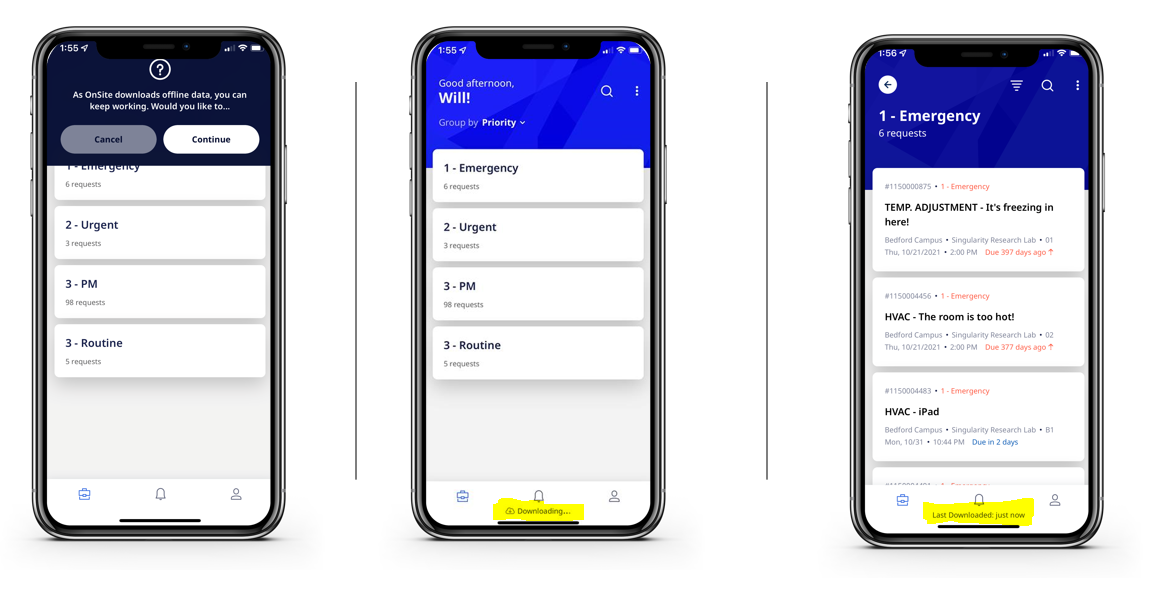 1:55
As OnSite downloads offline data, you can
keep working. Would you like to...
Cancel
Continue
1 - Emergency
6 requests
2 - Urgent
3 requests
3 - PM
98 requests
3 - Routine
5 requests
1:55
Good afternoon,
Will!
Group by Priority
1 - Emergency
6 requests
2 - Urgent
3 requests
3 - PM
98 requests
3 - Routine
5 requests
Downloading...
1:56
1 - Emergency
6 requests
#1150000875 • 1 - Emergency
TEMP. ADJUSTMENT - It's freezing in
here!
Bedford Campus • Singularity Research Lab • 01
Thu, 10/21/2021 • 2:00 PM Due 397 days ago ↑
#1150004456 • 1 - Emergency
HVAC - The room is too hot!
Bedford Campus • Singularity Research Lab • 02
Thu, 10/21/2021 • 2:00 PM Due 377 days ago ↑
#1150004483 • 1 - Emergency
HVAC - iPad
Bedford Campus • Singularity Research Lab • B1
Mon, 10/31 • 10:44 PM Due in 2 days
Last Downloaded: just now